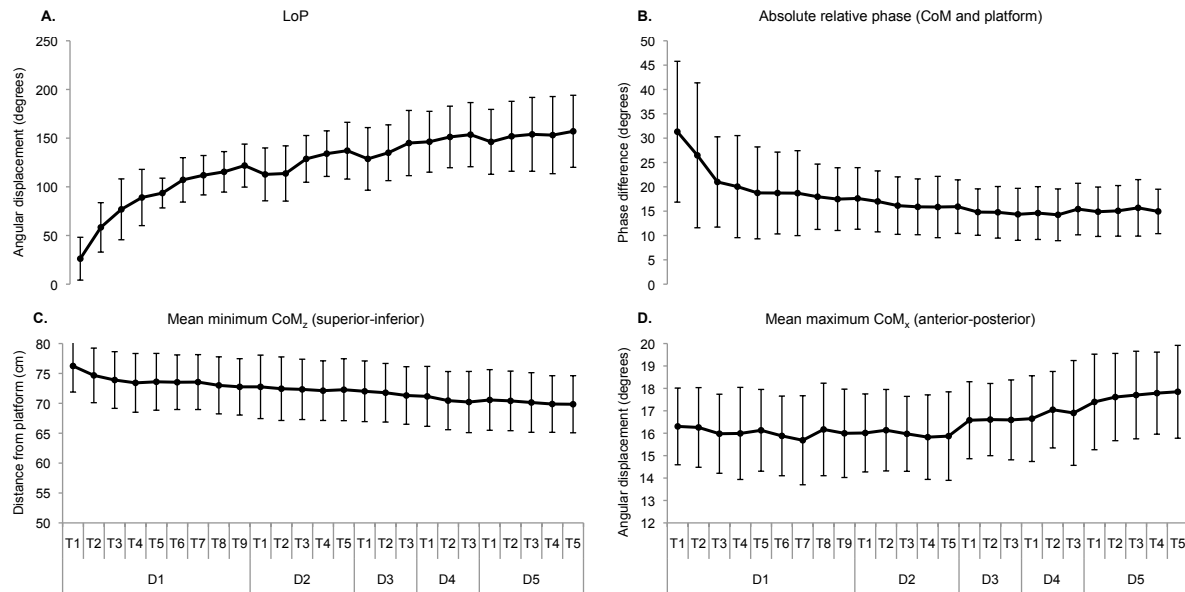 A. LoP
Angular displacement (degrees)
250
200
150
100
50
0
B. Absolute relative phase (CoM and platform)
Phase difference (degrees)
50
45
40
35
30
25
20
15
10
5
0
C. Mean minimum CoMz (superior-inferior)
Distance from platform (cm)
80
75
70
65
60
55
50
T1 T2 T3 T4 T5 T6 T7 T8 T9 T1 T2 T3 T4 T5 T1 T2 T3 T1 T2 T3 T1 T2 T3 T4 T5
D1 D2 D3 D4 D5
D. Mean maximum CoMx (anterior-posterior)
Angular displacement (degrees)
20
19
18
17
16
15
14
13
12
T1 T2 T3 T4 T5 T6 T7 T8 T9 T1 T2 T3 T4 T5 T1 T2 T3 T1 T2 T3 T1 T2 T3 T4 T5
D1 D2 D3 D4 D5